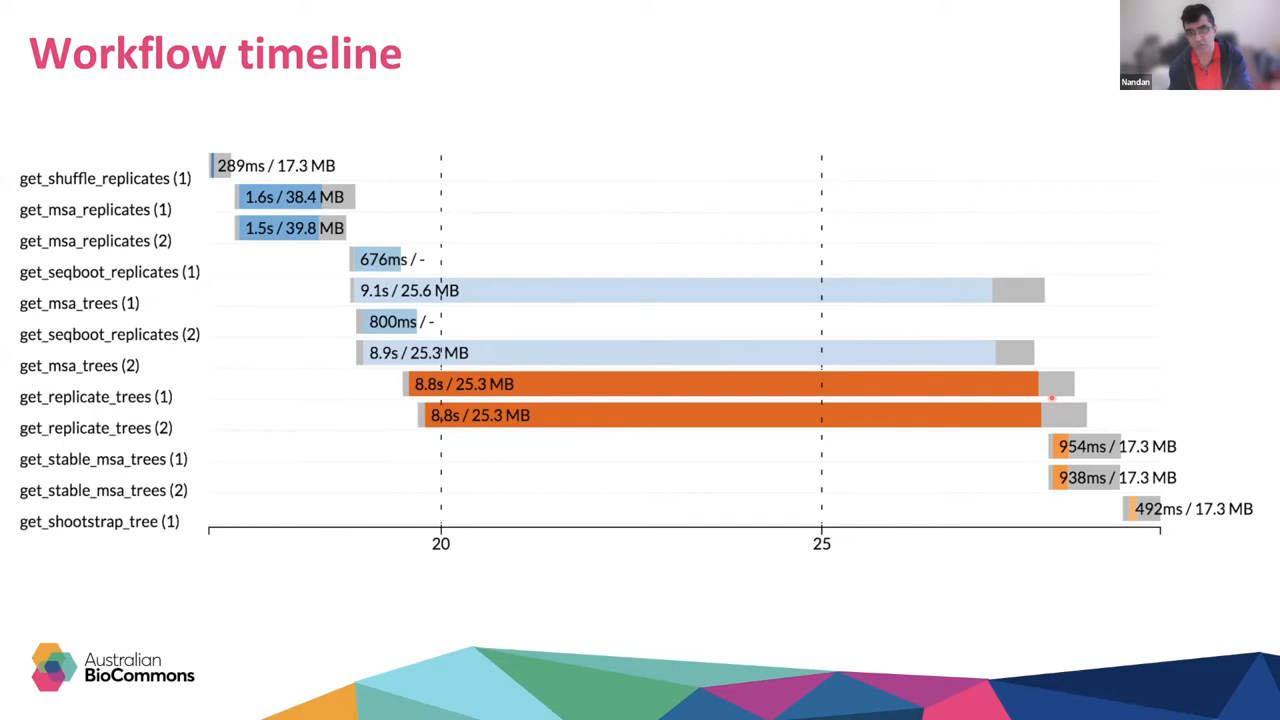 Workflow timeline
Nandan
289ms / 17.3 MB
get_shuffle_replicates (1)
1.6s / 38.4 MB
get_msa_replicates (1)
1.5s / 39.8 MB
get_msa_replicates (2)
676ms / -
get_seqboot_replicates (1)
9.1s / 25.6 MB
get_msa_trees (1)
800ms / -
get_seqboot_replicates (2)
8.9s / 25.3 MB
get_msa_trees (2)
8.8s / 25.3 MB
get_replicate_trees (1)
8.8s / 25.3 MB
get_replicate_trees (2)
954ms / 17.3 MB
get_stable_msa_trees (1)
938ms / 17.3 MB
get_stable_msa_trees (2)
492ms / 17.3 MB
get_shootstrap_tree (1)
20
25
Australian
BioCommons